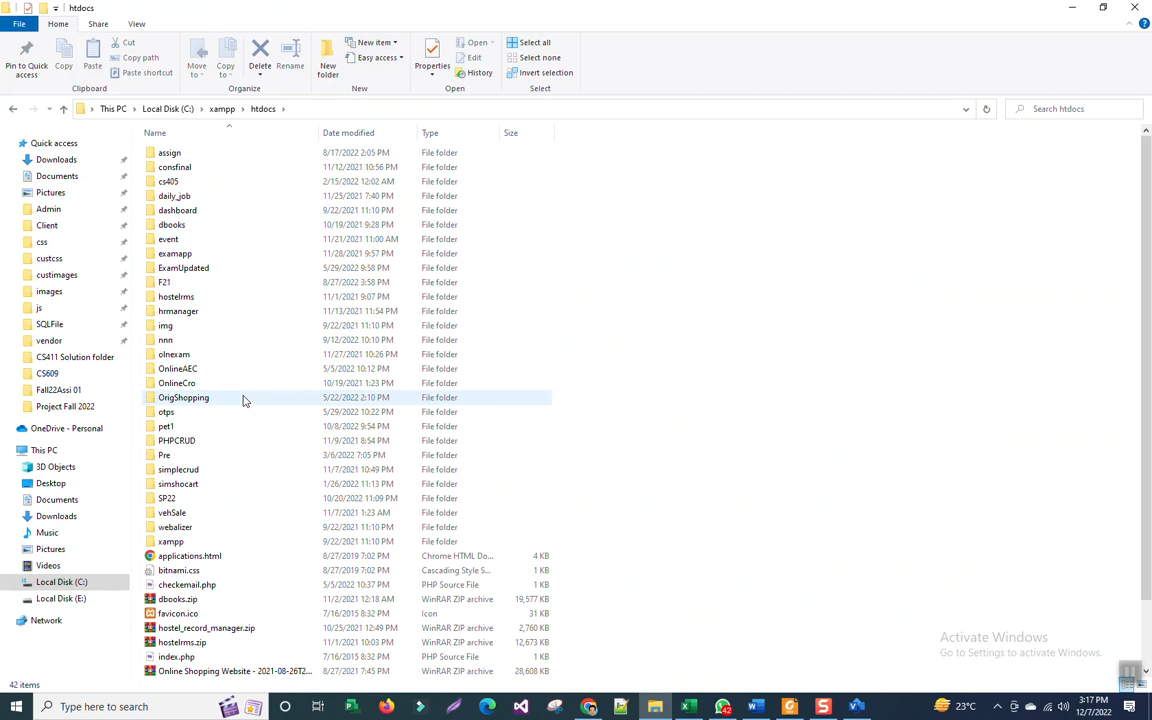 htdocs
File Home Share View
Pin to Quick access
Copy
Paste
Cut
Copy path
Paste shortcut
Clipboard
Move to
Copy to
Delete
Rename
Organize
New folder
New item
Easy access
New
Properties
Open
Edit
History
Open
Select all
Select none
Invert selection
Select
This PC Local Disk (C:) xampp htdocs
Search htdocs
Quick access
Downloads
Documents
Pictures
Admin
Client
css
custcss
custimages
images
js
SQLFile
vendor
CS411 Solution folder
CS609
Fall22Assi 01
Project Fall 2022
OneDrive - Personal
This PC
3D Objects
Desktop
Documents
Downloads
Music
Pictures
Videos
Local Disk (C:)
Local Disk (E:)
Network
Name Date modified Type Size
assign 8/17/2022 2:05 PM File folder
consfinal 11/12/2021 10:56 PM File folder
cs405 2/15/2022 12:02 AM File folder
daily_job 11/25/2021 7:40 PM File folder
dashboard 9/22/2021 11:10 PM File folder
dbooks 10/19/2021 9:28 PM File folder
event 11/21/2021 11:00 AM File folder
examapp 11/28/2021 9:57 PM File folder
ExamUpdated 5/29/2022 9:58 PM File folder
F21 8/27/2022 3:58 PM File folder
hostelrms 11/1/2021 9:07 PM File folder
hrmanager 11/13/2021 11:54 PM File folder
img 9/22/2021 11:10 PM File folder
nnn 9/12/2022 10:10 PM File folder
olnexam 11/27/2021 10:26 PM File folder
OnlineAEC 5/5/2022 10:12 PM File folder
OnlineCro 10/19/2021 1:23 PM File folder
OrigShopping 5/22/2022 2:10 PM File folder
otps 5/29/2022 10:22 PM File folder
pet1 10/8/2022 9:54 PM File folder
PHPCRUD 11/9/2021 8:54 PM File folder
Pre 3/6/2022 7:05 PM File folder
simplecrud 11/7/2021 10:49 PM File folder
simshocart 1/26/2022 11:13 PM File folder
SP22 10/20/2022 11:09 PM File folder
vehSale 11/7/2021 1:23 AM File folder
webalizer 9/22/2021 11:10 PM File folder
xampp 9/22/2021 11:10 PM File folder
applications.html 8/27/2019 7:02 PM Chrome HTML Do... 4 KB
bitnami.css 8/27/2019 7:02 PM Cascading Style S... 1 KB
checkemail.php 5/5/2022 10:37 PM PHP Source File 1 KB
dbooks.zip 11/2/2021 12:18 AM WinRAR ZIP archive 19,577 KB
favicon.ico 7/16/2015 8:32 PM Icon 31 KB
hostel_record_manager.zip 10/25/2021 12:49 PM WinRAR ZIP archive 2,760 KB
hostelrms.zip 11/1/2021 10:03 PM WinRAR ZIP archive 12,673 KB
index.php 7/16/2015 8:32 PM PHP Source File 1 KB
Online Shopping Website - 2021-08-26T2... 8/27/2021 7:45 PM WinRAR ZIP archive 28,608 KB
Activate Windows
Go to Settings to activate Windows.
42 items
Type here to search
42
23°C
3:17 PM
12/7/2022